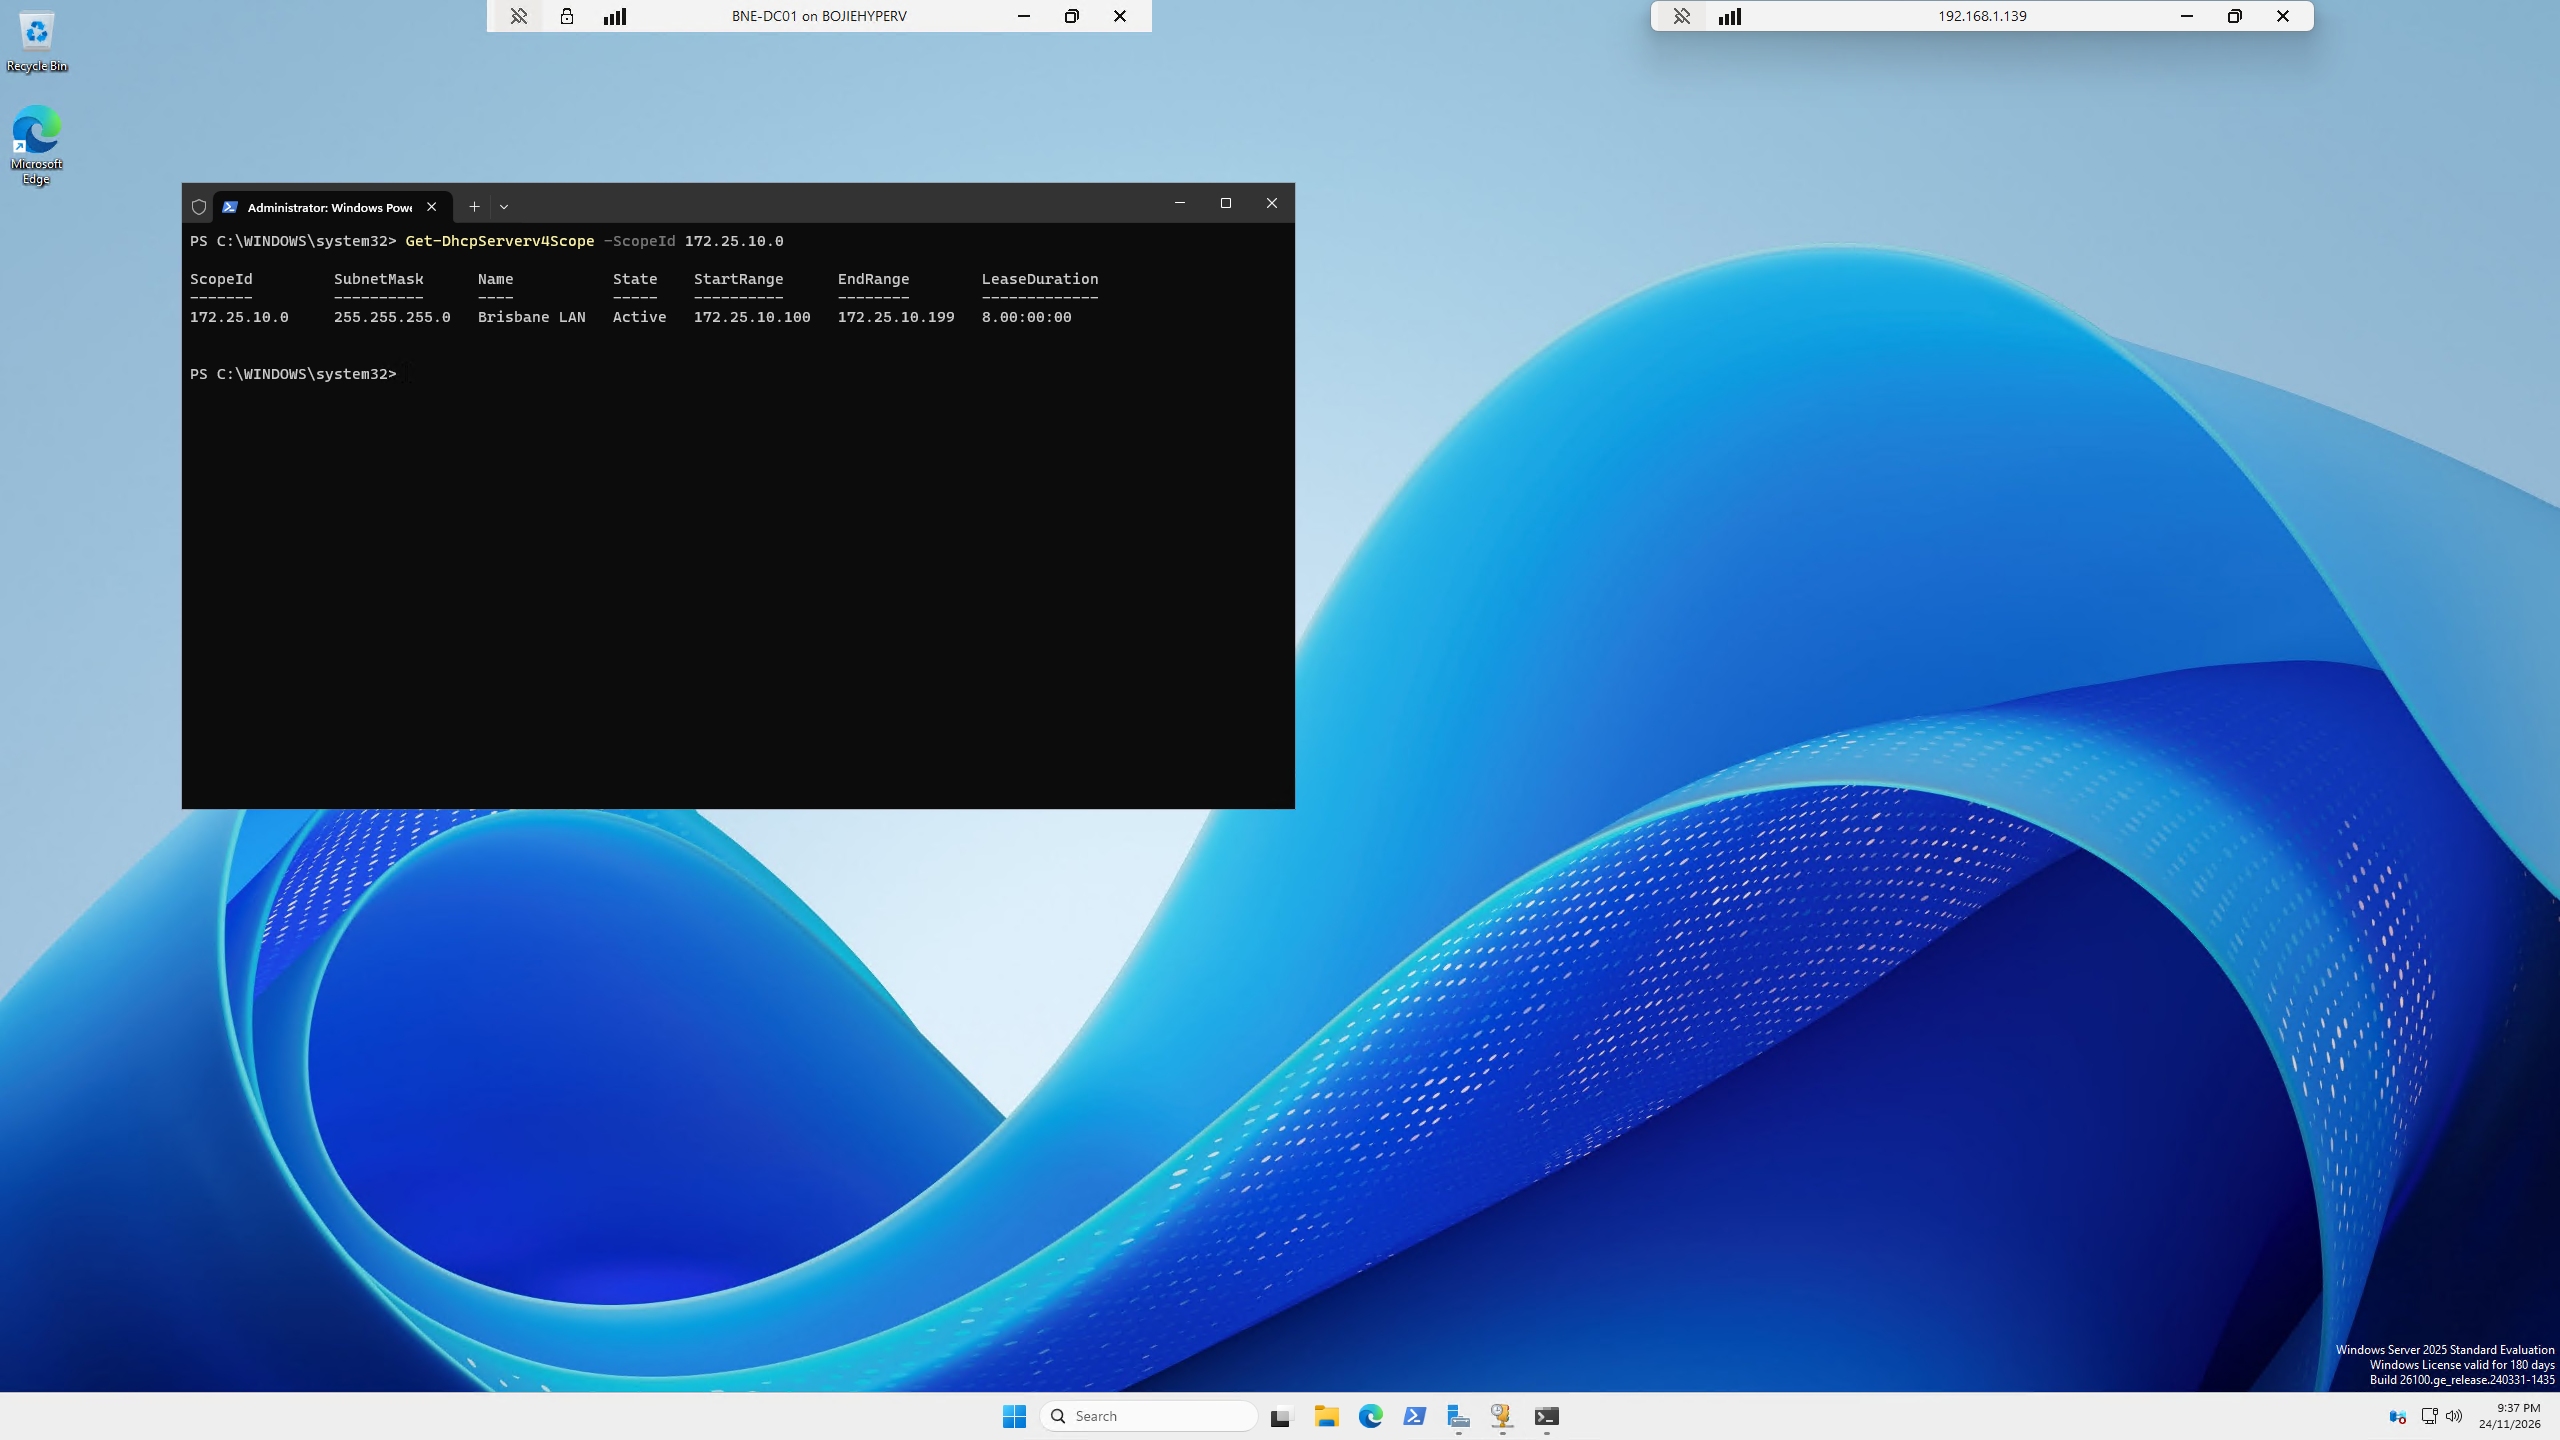 BNE-DC01 on BOJIEHYPERV
192.168.1.139
Recycle Bin
Microsoft
Edge
Administrator: Windows Powe
PS C:\WINDOWS\system32> Get-DhcpServerv4Scope -ScopeId 172.25.10.0
ScopeId SubnetMask Name State StartRange EndRange LeaseDuration
------- ---------- ---- ----- ---------- -------- -------------
172.25.10.0 255.255.255.0 Brisbane LAN Active 172.25.10.100 172.25.10.199 8.00:00:00
PS C:\WINDOWS\system32>
Windows Server 2025 Standard Evaluation
Windows License valid for 180 days
Build 26100.ge_release.240331-1435
Search
9:37 PM
24/11/2026